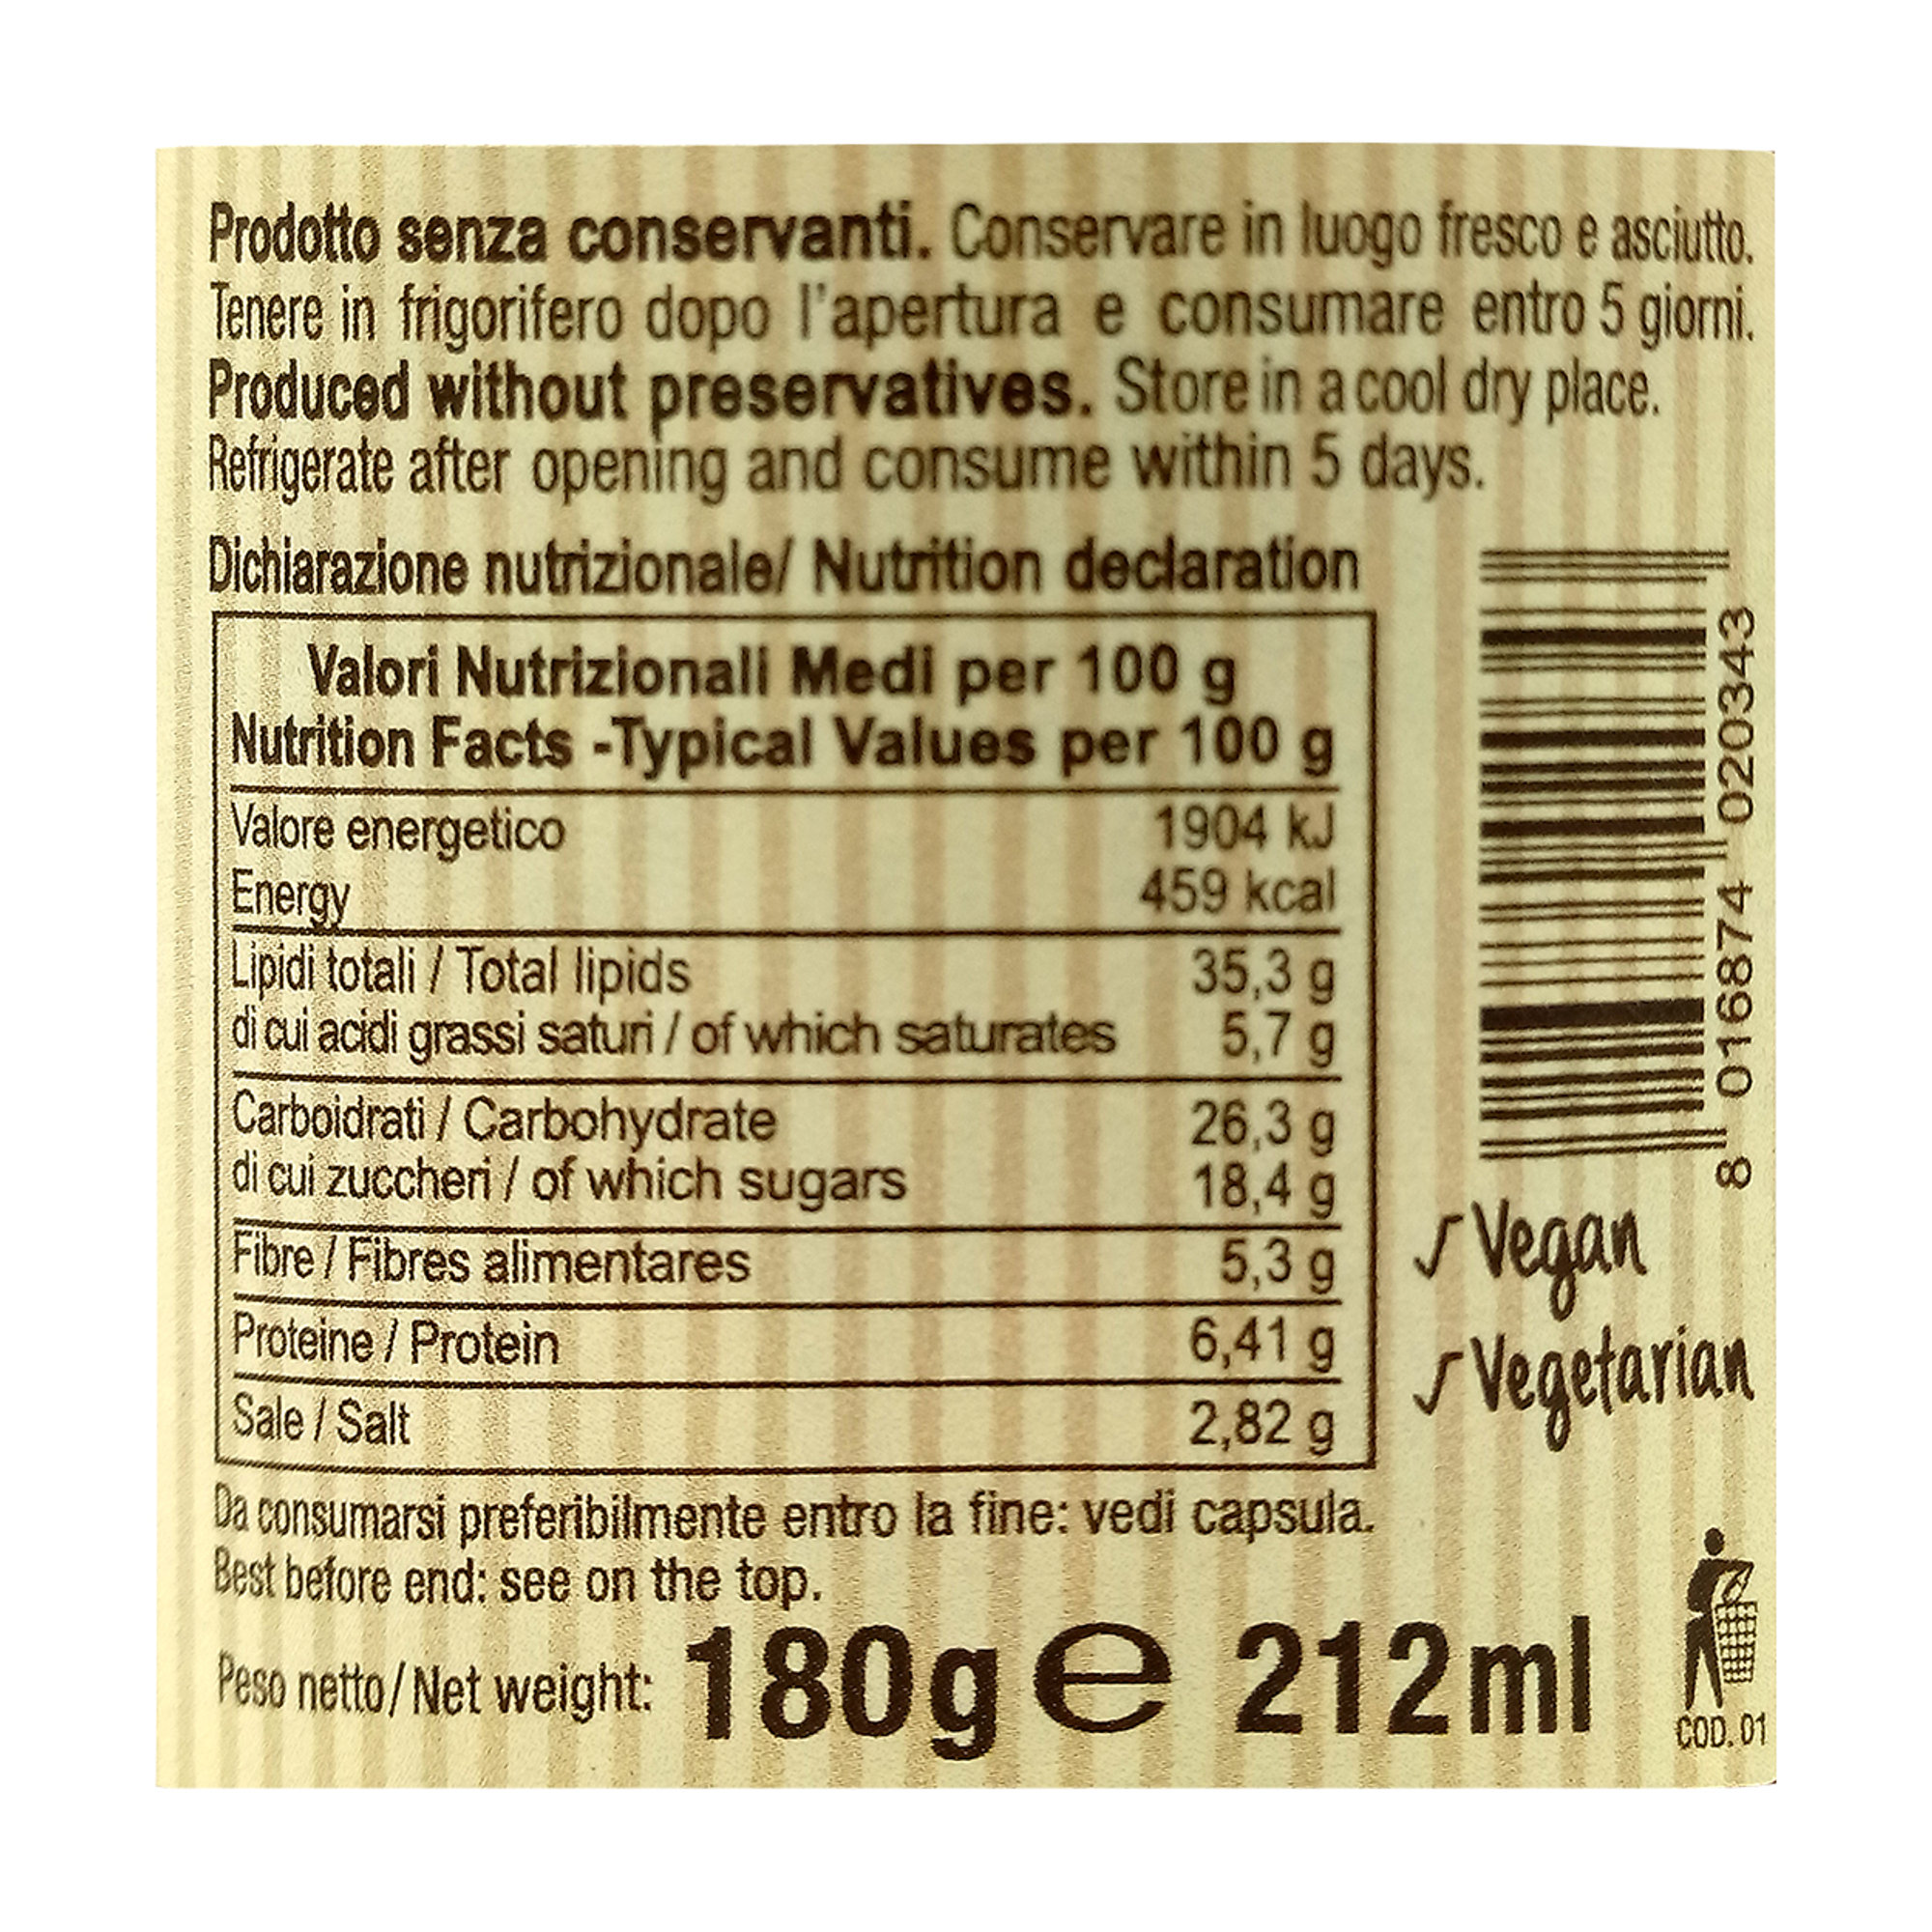 Prodotto senza conservanti. Conservare in luogo fresco e asciutto.
Tenere in frigorifero dopo l'apertura e consumare entro 5 giorni.
Produced without preservatives. Store in a cool dry place.
Refrigerate after opening and consume within 5 days.
Dichiarazione nutrizionale/ Nutrition declaration
Valori Nutrizionali Medi per 100 g
Nutrition Facts -Typical Values per 100 g
Valore energetico 1904 kJ
Energy 459 kcal
Lipidi totali / Total lipids 35,3 g
di cui acidi grassi saturi / of which saturates 5,7 g
Carboidrati / Carbohydrate 26,3 g
di cui zuccheri / of which sugars 18,4 g
Fibre / Fibres alimentares 5,3 g
Proteine / Protein 6,41 g
Sale / Salt 2,82 g
8 016874 020343
√ Vegan
√ Vegetarian
Da consumarsi preferibilmente entro la fine: vedi capsula.
Best before end: see on the top.
Peso netto/Net weight: 180g e 212ml
COD. 01